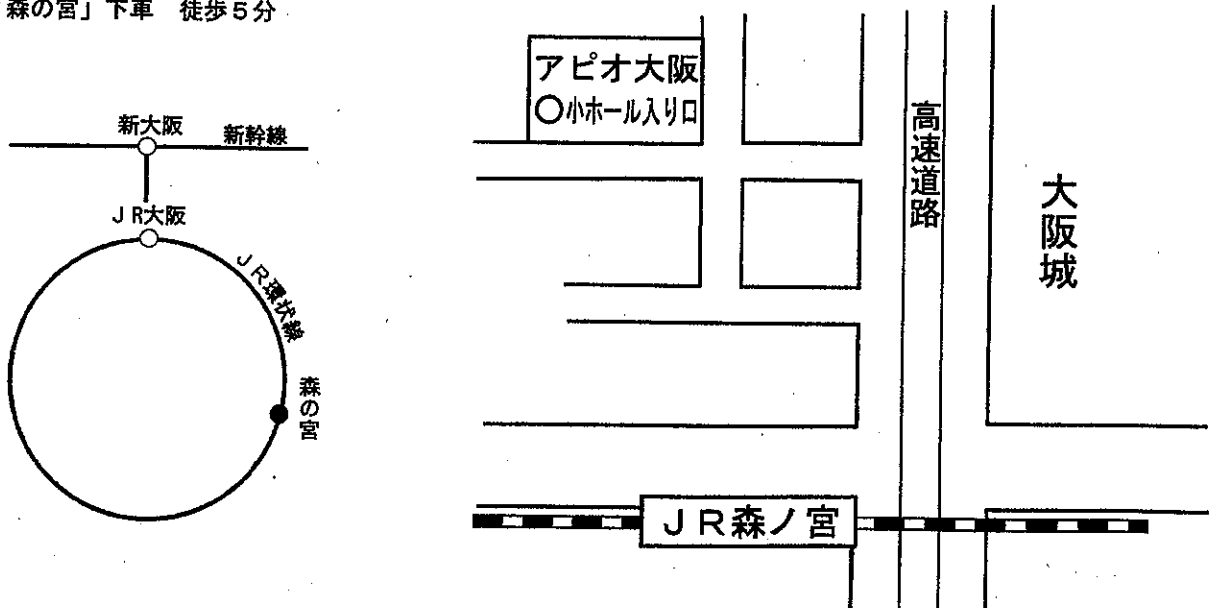 森の宮」下車 徒歩5分
新大阪
新幹線
JR大阪
JR環状線
森の宮
アピオ大阪
○小ホール入り口
高速道路
大阪城
JR森ノ宮